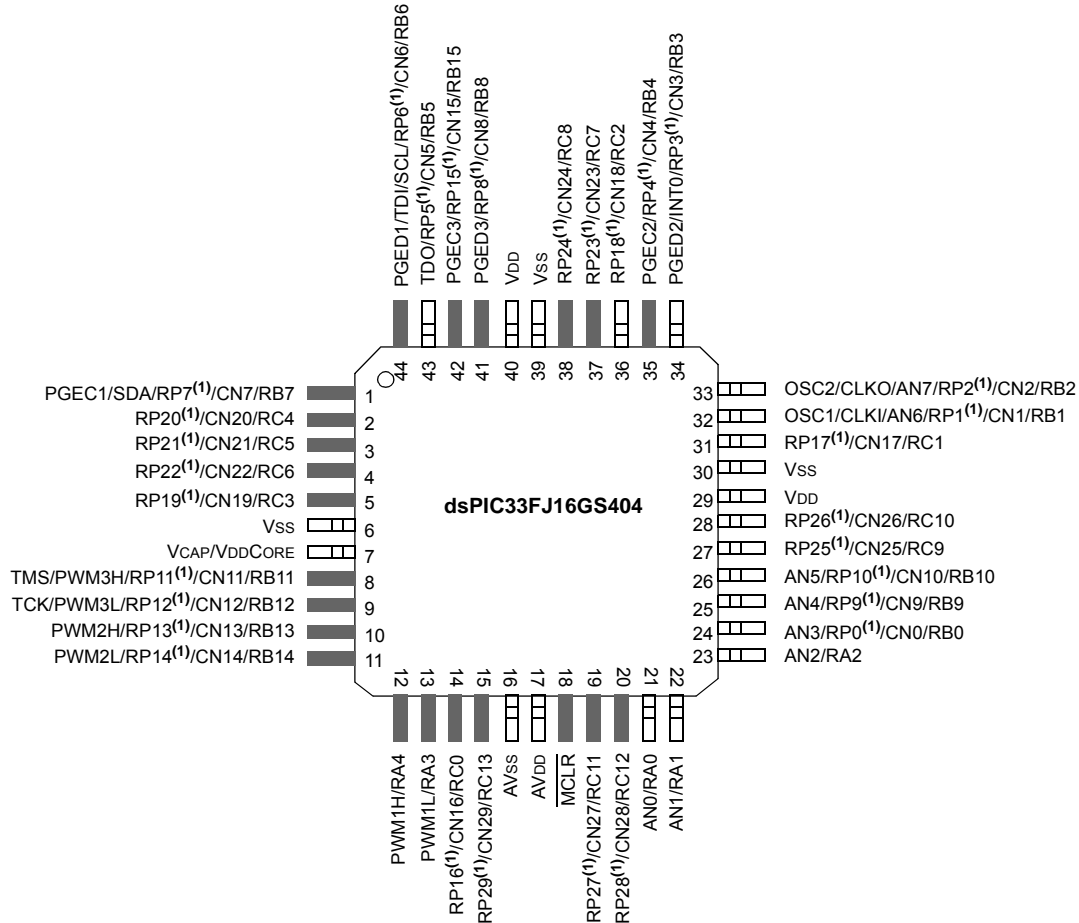 PGED1/TDI/SCL/RP6(1)/CN6/RB6
TDO/RP5(1)/CN5/RB5
PGEC3/RP15(1)/CN15/RB15
PGED3/RP8(1)/CN8/RB8
VDD
VSS
RP24(1)/CN24/RC8
RP23(1)/CN23/RC7
RP18(1)/CN18/RC2
PGEC2/RP4(1)/CN4/RB4
PGED2/INT0/RP3(1)/CN3/RB3
44 43 42 41 40 39 38 37 36 35 34
PGEC1/SDA/RP7(1)/CN7/RB7 1
RP20(1)/CN20/RC4 2
RP21(1)/CN21/RC5 3
RP22(1)/CN22/RC6 4
RP19(1)/CN19/RC3 5
VSS 6
VCAP/VDDCORE 7
TMS/PWM3H/RP11(1)/CN11/RB11 8
TCK/PWM3L/RP12(1)/CN12/RB12 9
PWM2H/RP13(1)/CN13/RB13 10
PWM2L/RP14(1)/CN14/RB14 11
dsPIC33FJ16GS404
33 OSC2/CLKO/AN7/RP2(1)/CN2/RB2
32 OSC1/CLKI/AN6/RP1(1)/CN1/RB1
31 RP17(1)/CN17/RC1
30 VSS
29 VDD
28 RP26(1)/CN26/RC10
27 RP25(1)/CN25/RC9
26 AN5/RP10(1)/CN10/RB10
25 AN4/RP9(1)/CN9/RB9
24 AN3/RP0(1)/CN0/RB0
23 AN2/RA2
12 13 14 15 16 17 18 19 20 21 22
PWM1H/RA4
PWM1L/RA3
RP16(1)/CN16/RC0
RP29(1)/CN29/RC13
AVSS
AVDD
MCLR
RP27(1)/CN27/RC11
RP28(1)/CN28/RC12
AN0/RA0
AN1/RA1